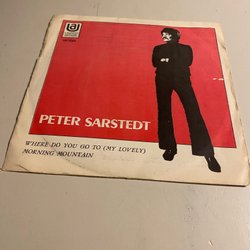 PETER SARSTEDT
WHERE DO YOU GO TO (MY LOVELY)
MORNING MOUNTAIN